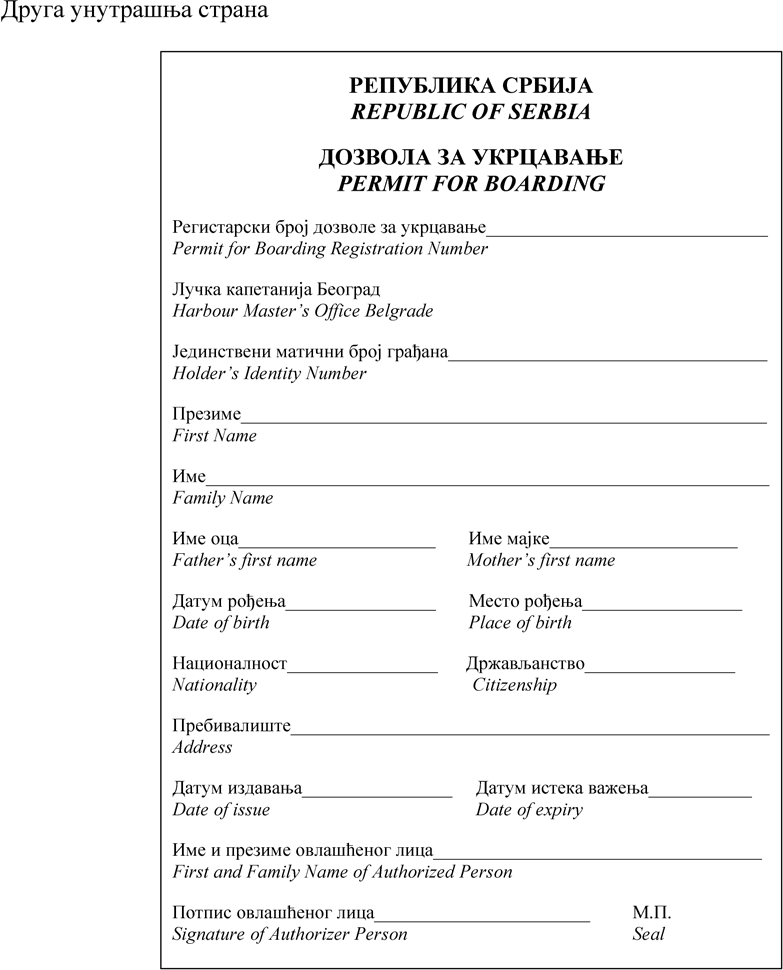 Друга унутрашња страна
РЕПУБЛИКА СРБИЈА
REPUBLIC OF SERBIA
ДОЗВОЛА ЗА УКРЦАВАЊЕ
PERMIT FOR BOARDING
Регистарски број дозволе за укрцавање
Permit for Boarding Registration Number
Лучка капетанија Београд
Harbour Master’s Office Belgrade
Јединствени матични број грађана
Holder’s Identity Number
Презиме
First Name
Име
Family Name
Име оца Име мајке
Father’s first name Mother’s first name
Датум рођења Место рођења
Date of birth Place of birth
Националност Држављанство
Nationality Citizenship
Пребивалиште
Address
Датум издавања Датум истека важења
Date of issue Date of expiry
Име и презиме овлашћеног лица
First and Family Name of Authorized Person
Потпис овлашћеног лица М.П.
Signature of Authorizer Person Seal